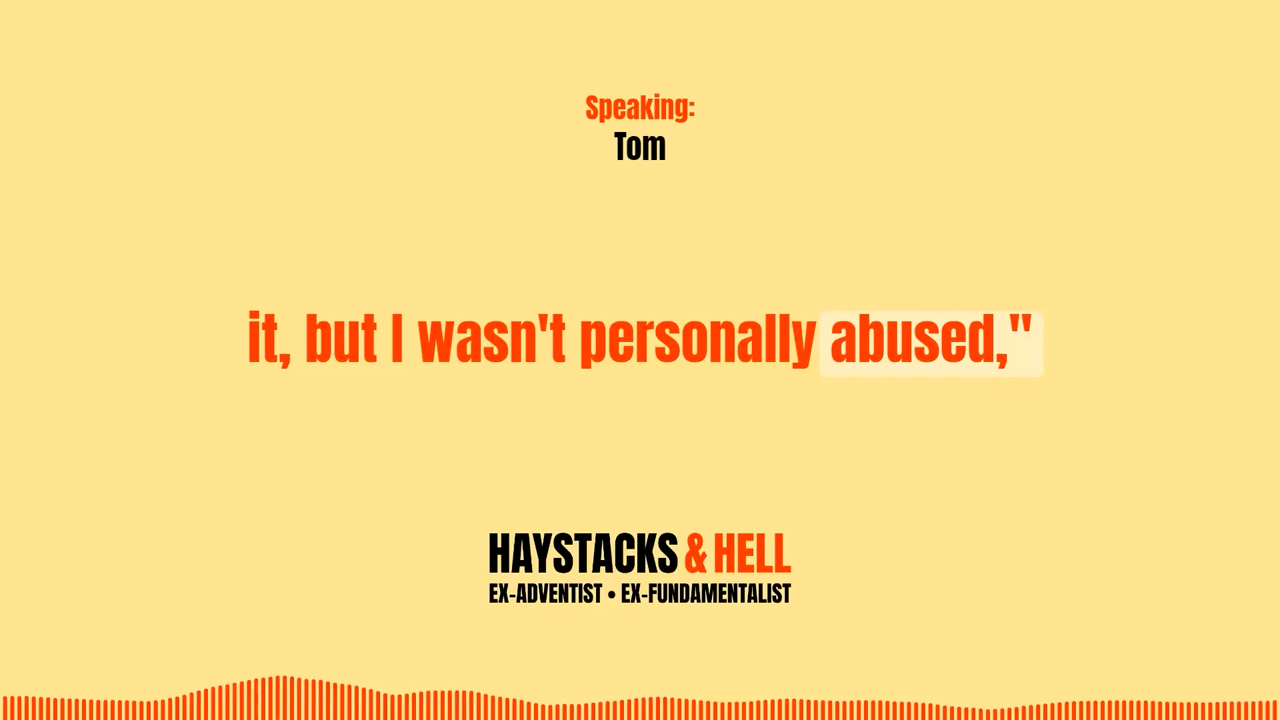 Speaking:
Tom
it, but I wasn't personally abused,"
HAYSTACKS & HELL
EX-ADVENTIST • EX-FUNDAMENTALIST